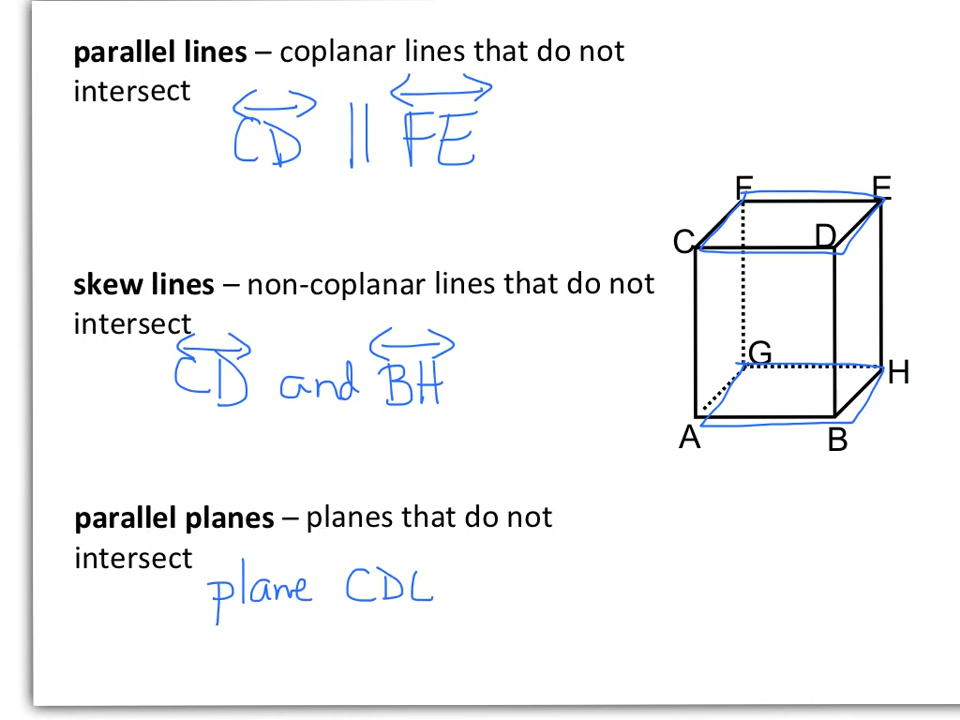 parallel lines – coplanar lines that do not
intersect
CD || FE
skew lines – non-coplanar lines that do not
intersect
CD and BH
parallel planes – planes that do not
intersect
plane CDL
F E
C D
G H
A B